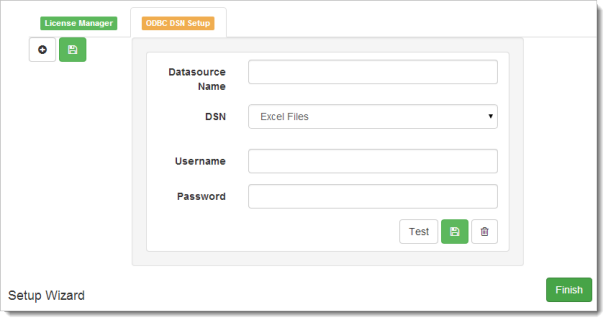 License Manager
ODBC DSN Setup
Datasource
Name
DSN
Excel Files
Username
Password
Test
Finish
Setup Wizard